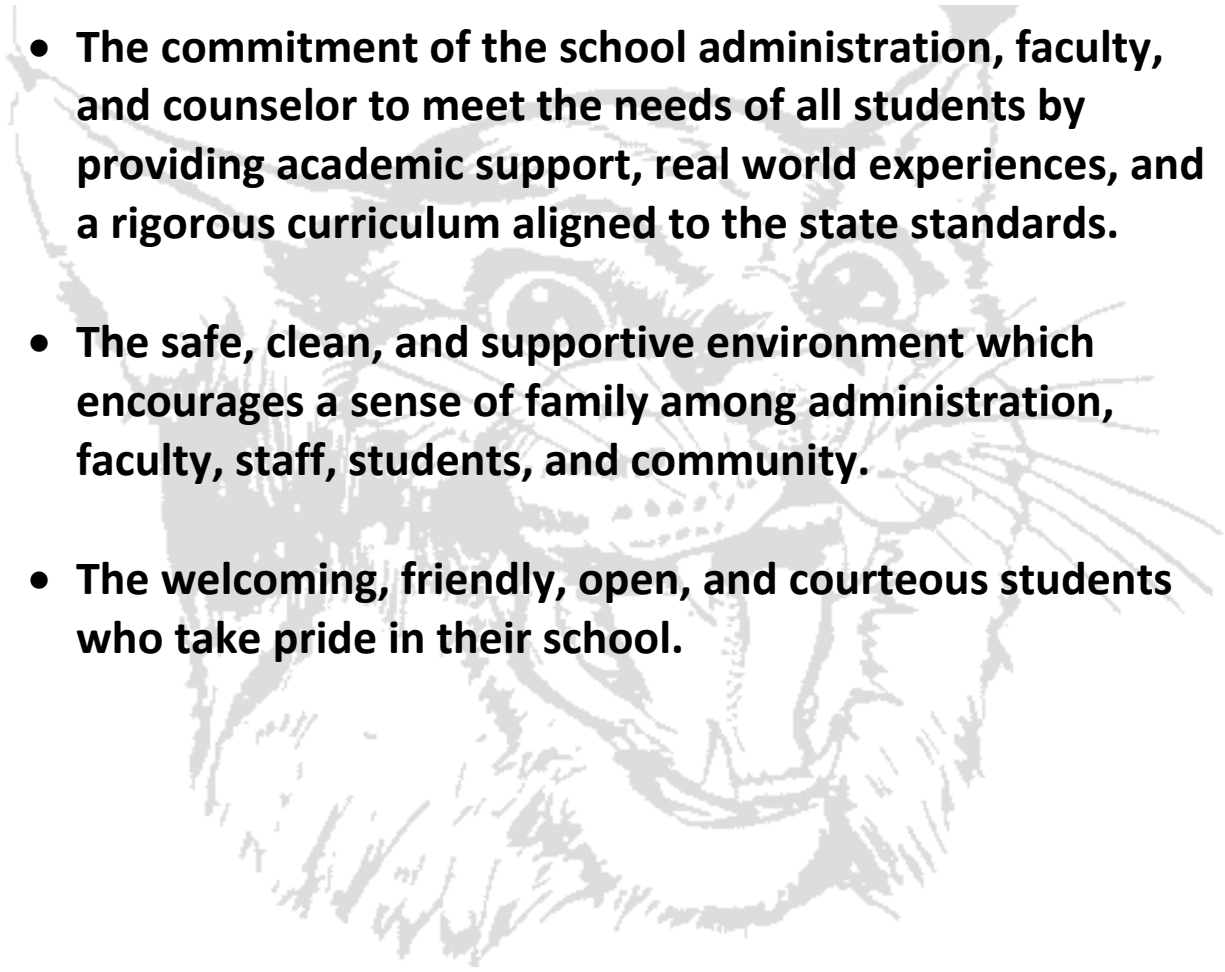 • The commitment of the school administration, faculty,
and counselor to meet the needs of all students by
providing academic support, real world experiences, and
a rigorous curriculum aligned to the state standards.
• The safe, clean, and supportive environment which
encourages a sense of family among administration,
faculty, staff, students, and community.
• The welcoming, friendly, open, and courteous students
who take pride in their school.